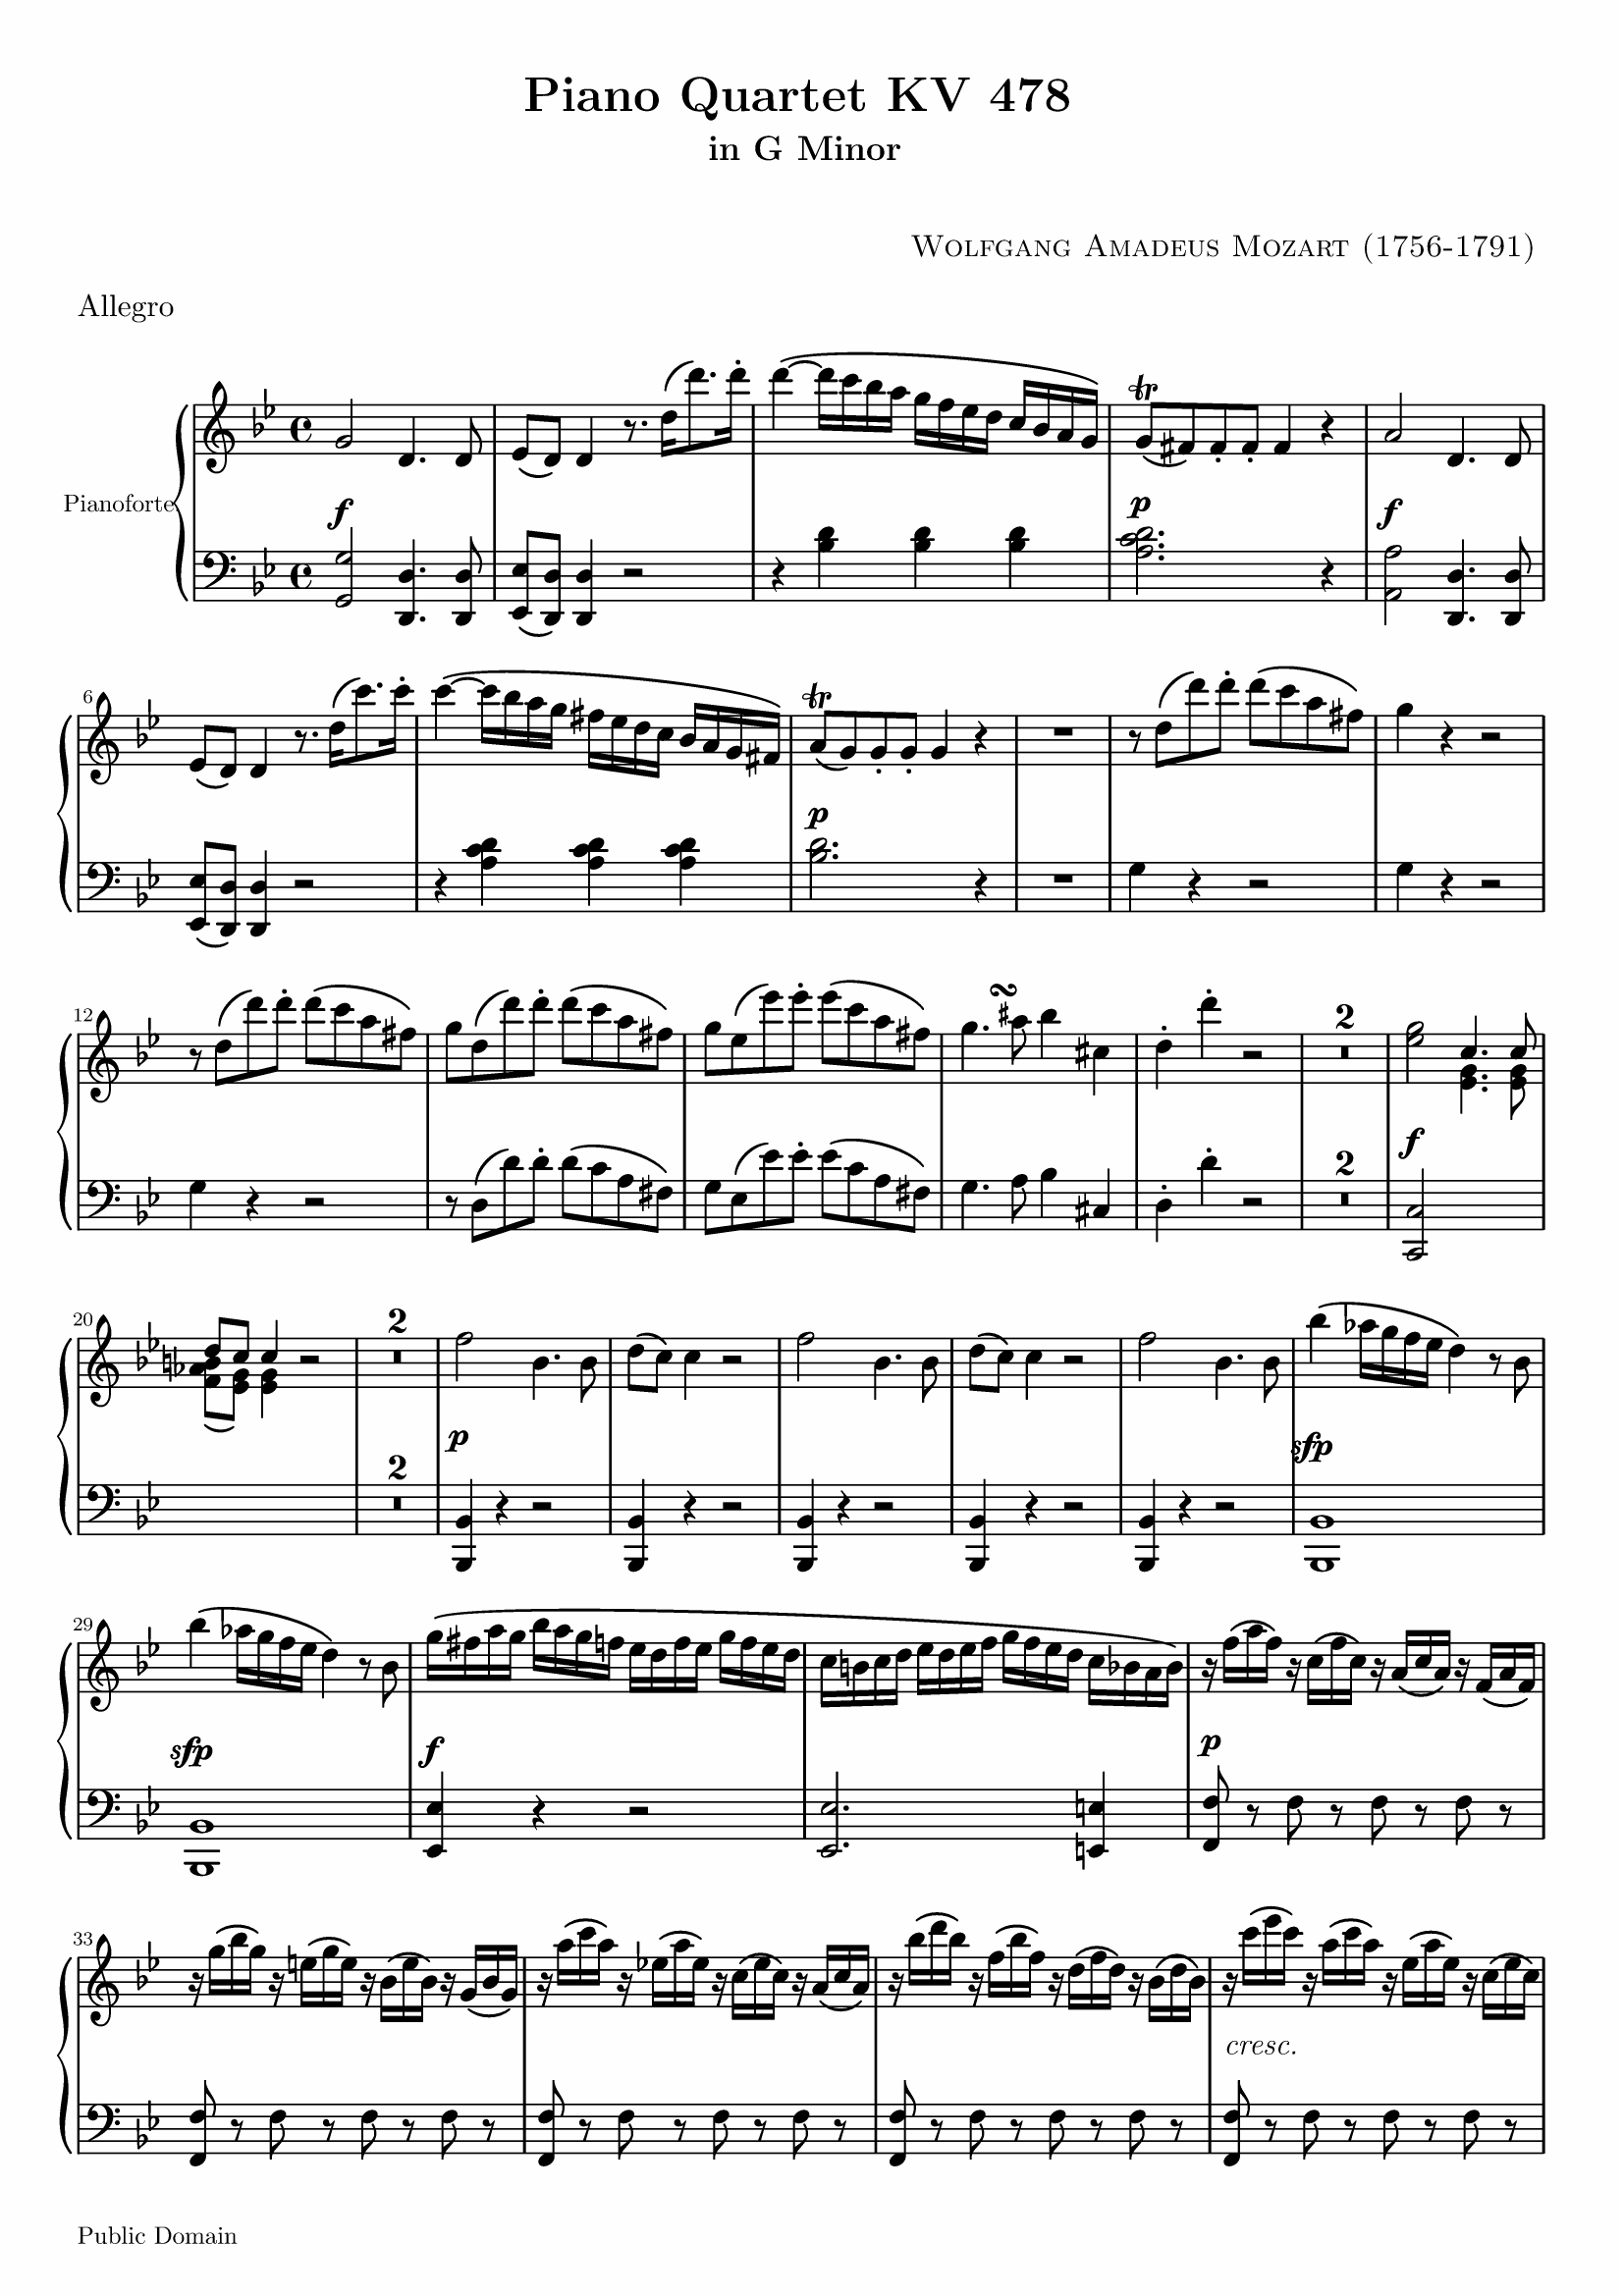 Piano Quartet KV 478
in G Minor
Wolfgang Amadeus Mozart (1756-1791)
Allegro
Pianoforte
f
p
f
6
p
12
2
2
f
20
2
2
p
sfp
29
sfp
f
p
33
cresc.
Public Domain